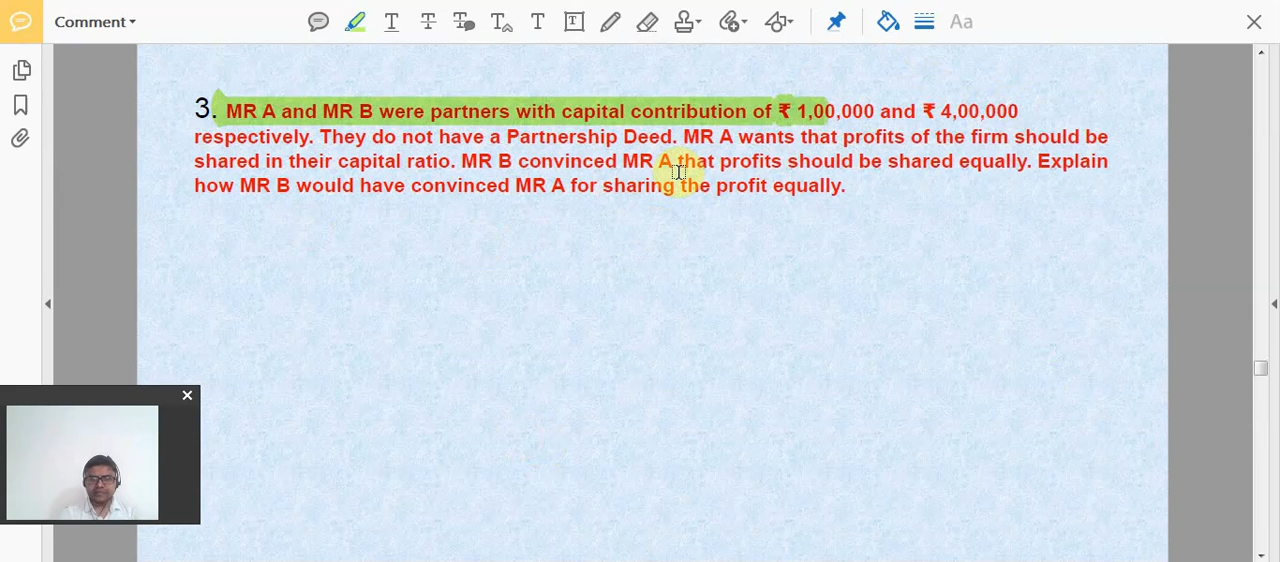 Comment
Aa
3. MR A and MR B were partners with capital contribution of ₹ 1,00,000 and ₹ 4,00,000
respectively. They do not have a Partnership Deed. MR A wants that profits of the firm should be
shared in their capital ratio. MR B convinced MR A that profits should be shared equally. Explain
how MR B would have convinced MR A for sharing the profit equally.